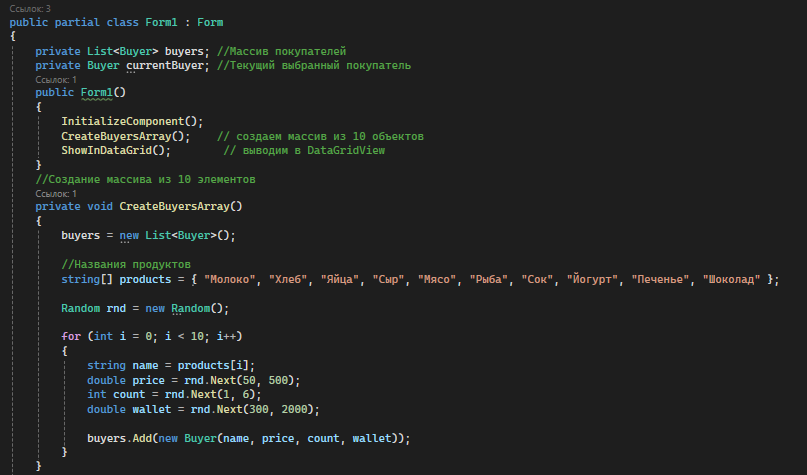 Ссылок: 3
public partial class Form1 : Form
{
private List<Buyer> buyers; //Массив покупателей
private Buyer currentBuyer; //Текущий выбранный покупатель
Ссылок: 1
public Form1()
{
InitializeComponent();
CreateBuyersArray(); // создаем массив из 10 объектов
ShowInDataGrid(); // выводим в DataGridView
}
//Создание массива из 10 элементов
Ссылок: 1
private void CreateBuyersArray()
{
buyers = new List<Buyer>();
//Названия продуктов
string[] products = { "Молоко", "Хлеб", "Яйца", "Сыр", "Мясо", "Рыба", "Сок", "Йогурт", "Печенье", "Шоколад" };
Random rnd = new Random();
for (int i = 0; i < 10; i++)
{
string name = products[i];
double price = rnd.Next(50, 500);
int count = rnd.Next(1, 6);
double wallet = rnd.Next(300, 2000);
buyers.Add(new Buyer(name, price, count, wallet));
}
}